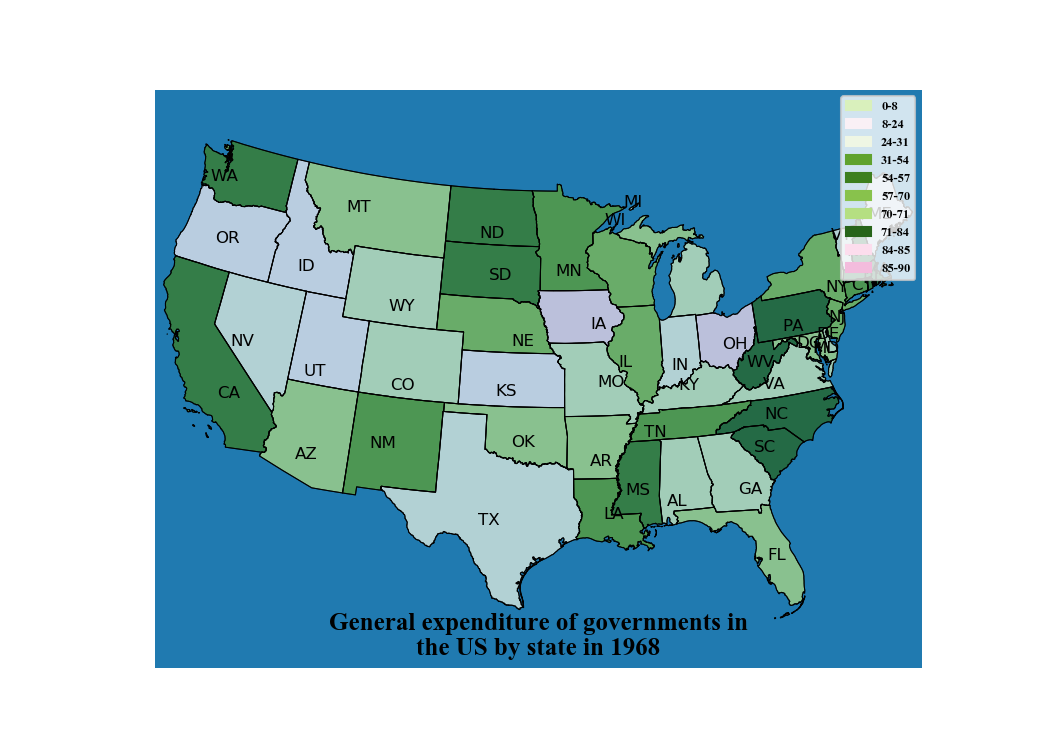 0-8
8-24
24-31
31-54
54-57
57-70
70-71
71-84
84-85
85-90
WA
MT
ND
MN
WI
MI
OR
ID
SD
WY
NY
NV
UT
CO
NE
IA
IL
IN
OH
PA
NJ
DE
DC
MD
CA
KS
MO
KY
WV
VA
AZ
NM
OK
AR
TN
NC
SC
TX
LA
MS
AL
GA
FL
General expenditure of governments in
the US by state in 1968